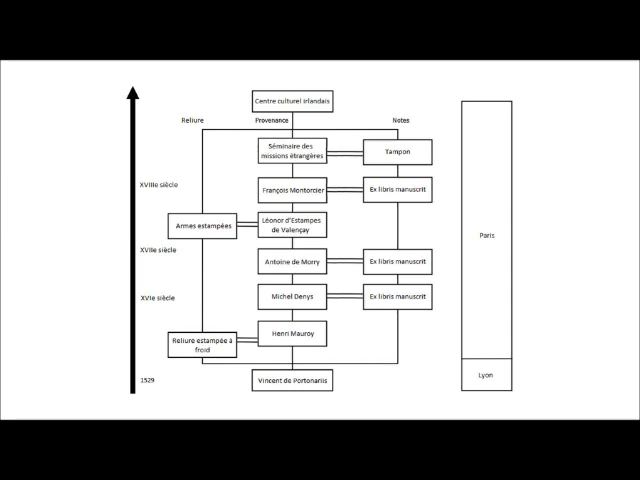 Centre culturel Irlandais
Reliure
Provenance
Notes
Séminaire des
missions étrangères
Tampon
XVIIIe siècle
François Montorcier
Ex libris manuscrit
Armes estampées
Léonor d'Estampes
de Valençay
Paris
XVIIe siècle
Antoine de Morry
Ex libris manuscrit
XVIe siècle
Michel Denys
Ex libris manuscrit
Henri Mauroy
Reliure estampée à
froid
1529
Vincent de Portonariis
Lyon